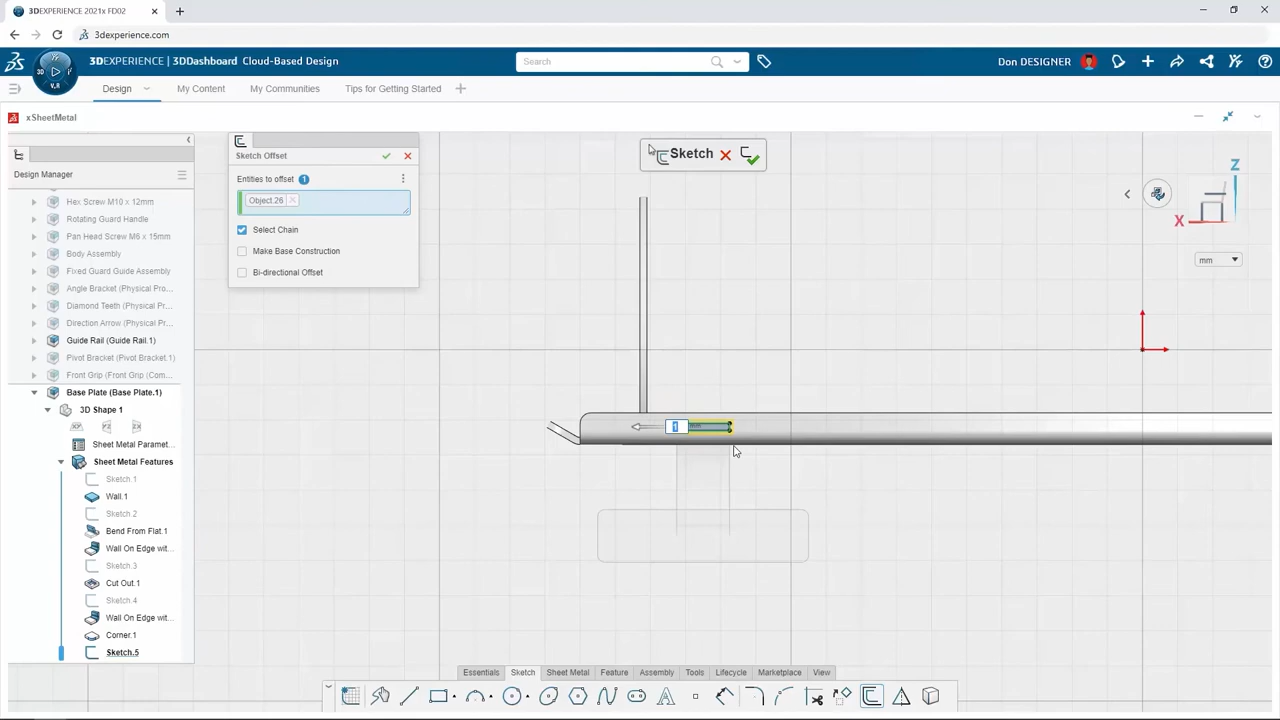 3DEXPERIENCE 2021x FD02
3dexperience.com
3DEXPERIENCE | 3DDashboard Cloud-Based Design
Search
Don DESIGNER
3D
V.R
Design
My Content
My Communities
Tips for Getting Started
xSheetMetal
Design Manager
Hex Screw M10 x 12mm
Rotating Guard Handle
Pan Head Screw M6 x 15mm
Body Assembly
Fixed Guard Guide Assembly
Angle Bracket (Physical Pro...
Diamond Teeth (Physical P...
Direction Arrow (Physical Pr...
Guide Rail (Guide Rail.1)
Pivot Bracket (Pivot Bracket.1)
Front Grip (Front Grip (Com...
Base Plate (Base Plate.1)
3D Shape 1
Sheet Metal Paramet...
Sheet Metal Features
Sketch.1
Wall.1
Sketch.2
Bend From Flat.1
Wall On Edge wit...
Sketch.3
Cut Out.1
Sketch.4
Wall On Edge wit...
Corner.1
Sketch.5
Sketch Offset
Entities to offset 1
Object.26
Select Chain
Make Base Construction
Bi-directional Offset
Sketch
Z
X
mm
1 mm
Essentials
Sketch
Sheet Metal
Feature
Assembly
Tools
Lifecycle
Marketplace
View